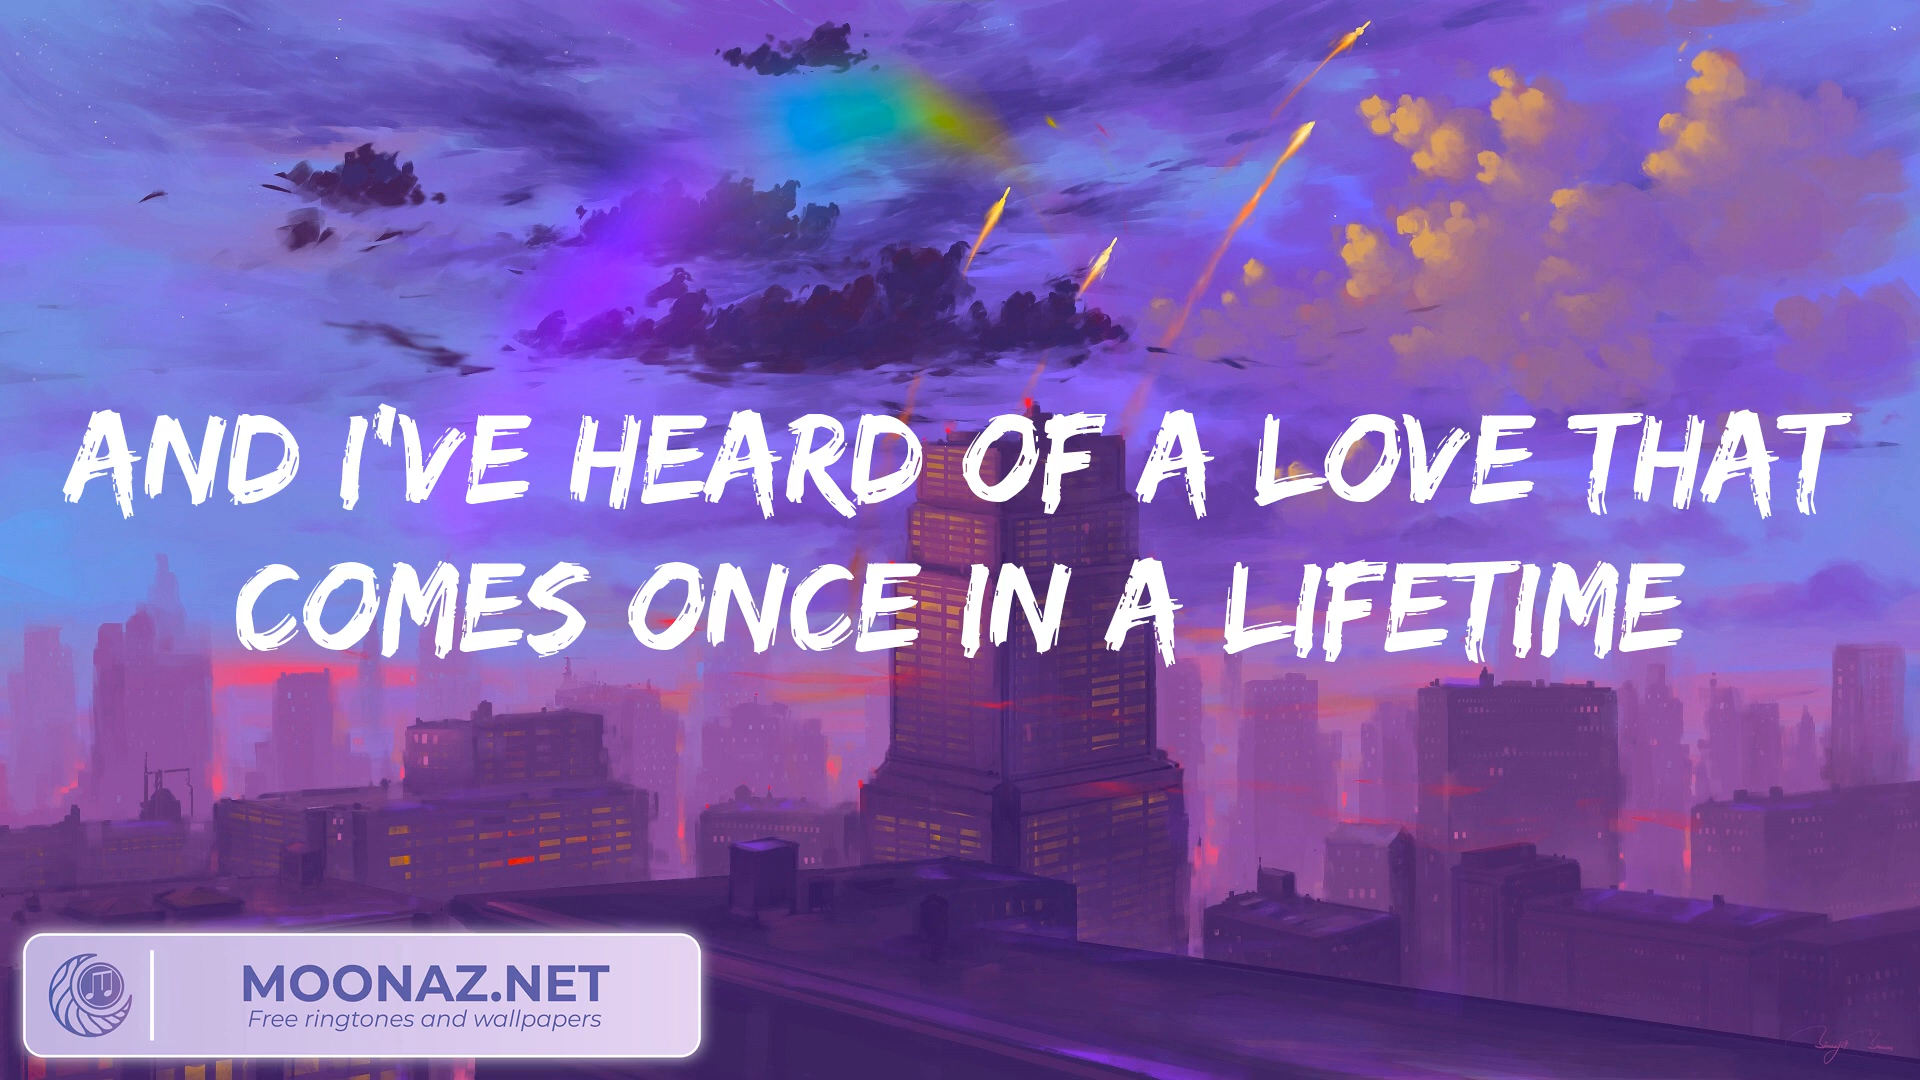 AND I'VE HEARD OF A LOVE THAT
COMES ONCE IN A LIFETIME
MOONAZ.NET
Free ringtones and wallpapers